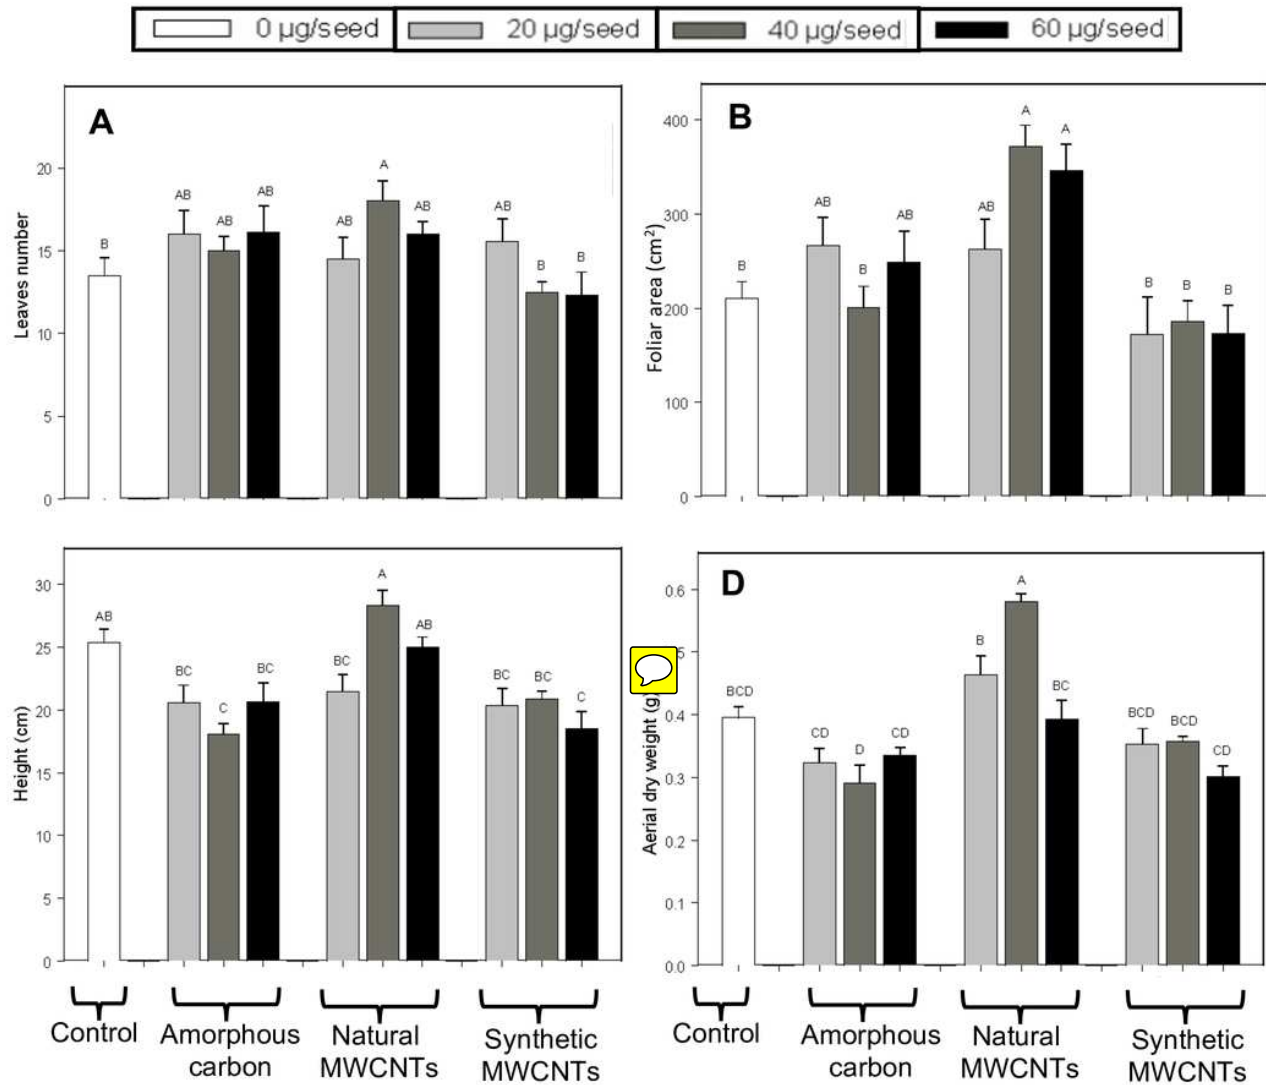 0 µg/seed 20 µg/seed 40 µg/seed 60 µg/seed
A
Leaves number
20
15
10
5
0
B
AB
AB
AB
AB
A
AB
AB
B
B
B
Foliar area (cm²)
400
300
200
100
0
B
AB
B
AB
AB
A
A
B
B
B
Height (cm)
30
25
20
15
10
5
0
AB
BC
C
BC
BC
A
AB
BC
BC
C
D
Aerial dry weight (g)
0.6
5
0.4
0.3
0.2
0.1
0.0
BCD
CD
D
CD
B
A
BC
BCD
BCD
CD
Control
Amorphous
carbon
Natural
MWCNTs
Synthetic
MWCNTs
Control
Amorphous
carbon
Natural
MWCNTs
Synthetic
MWCNTs